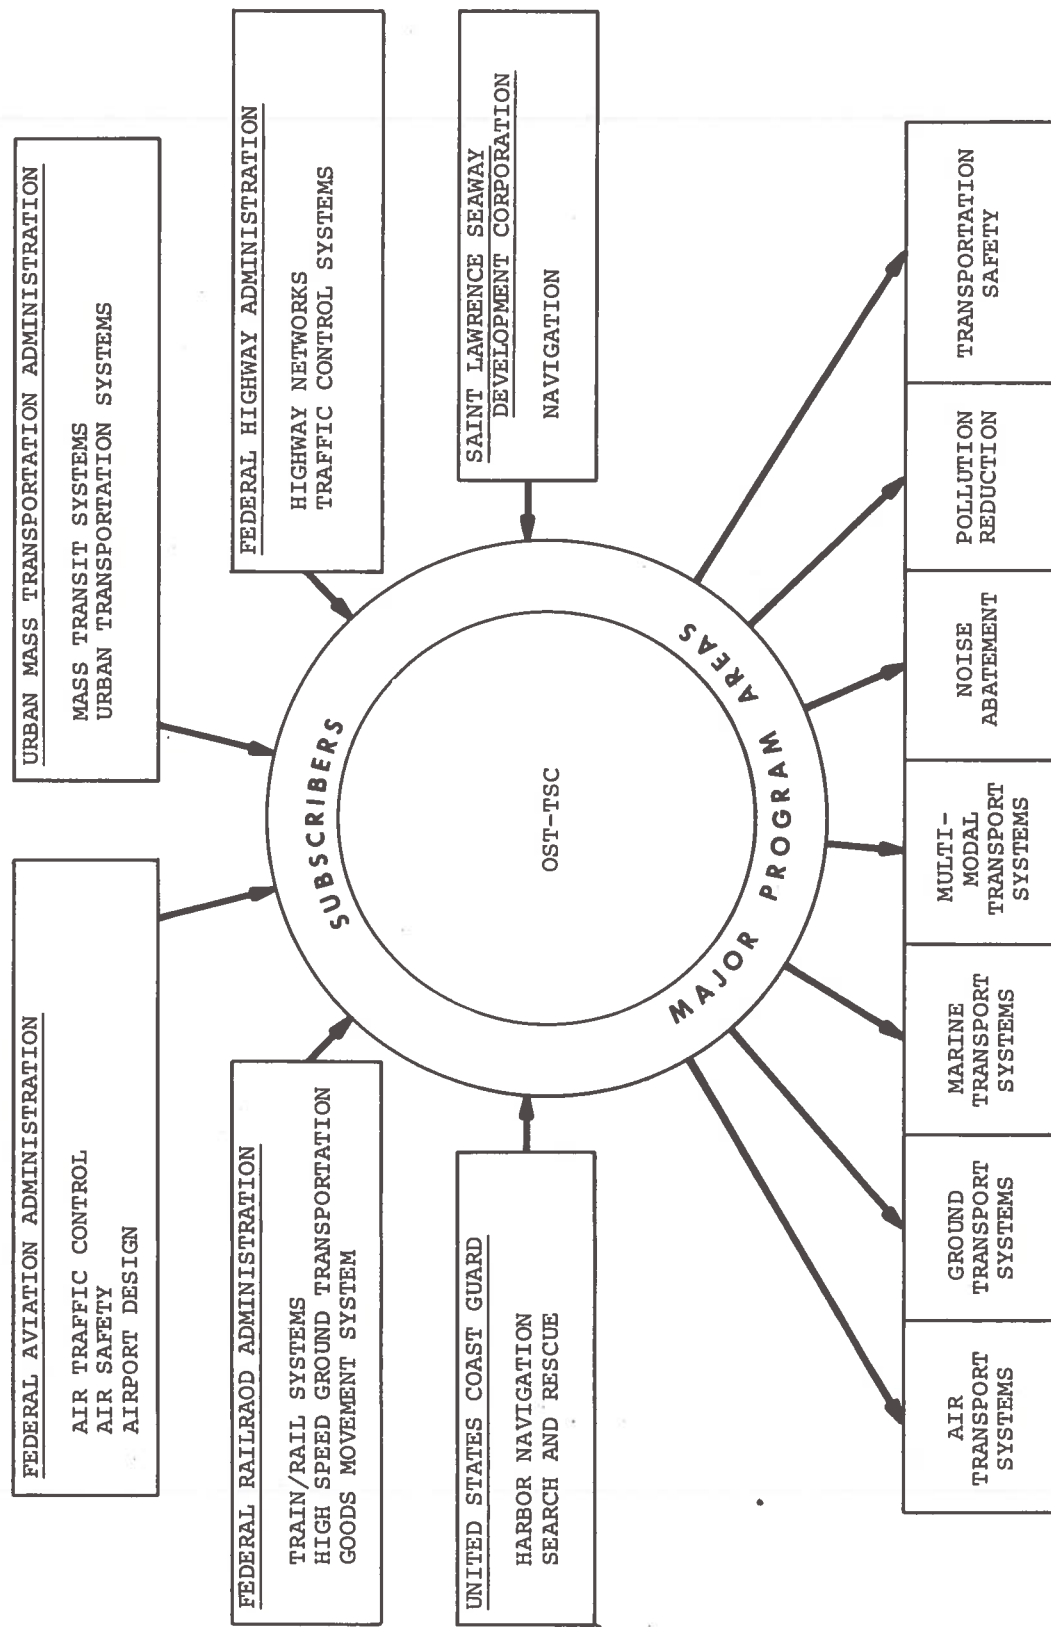 FEDERAL AVIATION ADMINISTRATION
AIR TRAFFIC CONTROL
AIR SAFETY
AIRPORT DESIGN
URBAN MASS TRANSPORTATION ADMINISTRATION
MASS TRANSIT SYSTEMS
URBAN TRANSPORTATION SYSTEMS
FEDERAL RAILRAOD ADMINISTRATION
TRAIN/RAIL SYSTEMS
HIGH SPEED GROUND TRANSPORTATION
GOODS MOVEMENT SYSTEM
FEDERAL HIGHWAY ADMINISTRATION
HIGHWAY NETWORKS
TRAFFIC CONTROL SYSTEMS
UNITED STATES COAST GUARD
HARBOR NAVIGATION
SEARCH AND RESCUE
SAINT LAWRENCE SEAWAY
DEVELOPMENT CORPORATION
NAVIGATION
SUBSCRIBERS
OST-TSC
MAJOR PROGRAM AREAS
AIR
TRANSPORT
SYSTEMS
GROUND
TRANSPORT
SYSTEMS
MARINE
TRANSPORT
SYSTEMS
MULTI-
MODAL
TRANSPORT
SYSTEMS
NOISE
ABATEMENT
POLLUTION
REDUCTION
TRANSPORTATION
SAFETY